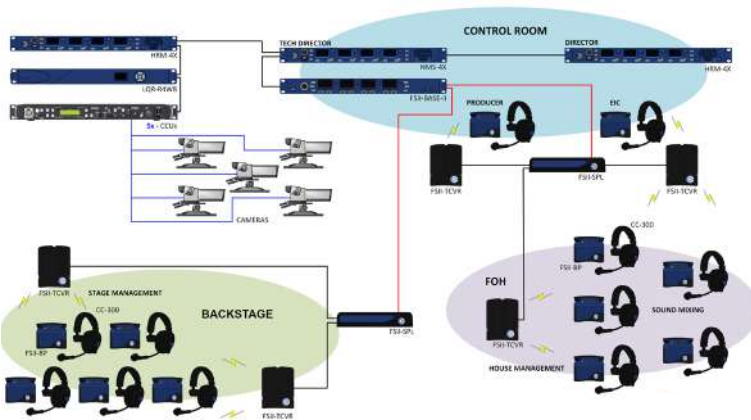 CONTROL ROOM
TECH DIRECTOR
DIRECTOR
HRM-4X
HMS-4X
HRM-4X
LQR-R4W8
FSII-BASE-II
5x - CCUs
PRODUCER
EIC
FSII-TCVR
FSII-SPL
FSII-TCVR
CAMERAS
CC-300
FSII-BP
FOH
SOUND MIXING
FSII-TCVR
HOUSE MANAGEMENT
FSII-TCVR
STAGE MANAGEMENT
CC-300
BACKSTAGE
FSII-SPL
FSII-BP
FSII-TCVR